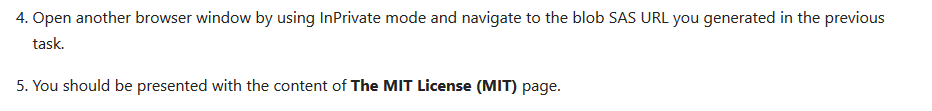 4. Open another browser window by using InPrivate mode and navigate to the blob SAS URL you generated in the previous
task.
5. You should be presented with the content of The MIT License (MIT) page.